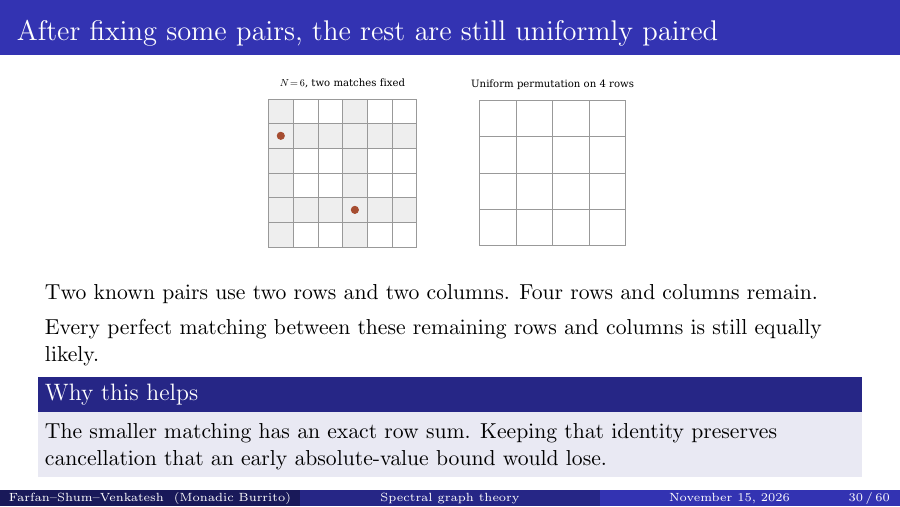 After fixing some pairs, the rest are still uniformly paired
N = 6, two matches fixed
Uniform permutation on 4 rows
Two known pairs use two rows and two columns. Four rows and columns remain.
Every perfect matching between these remaining rows and columns is still equally
likely.
Why this helps
The smaller matching has an exact row sum. Keeping that identity preserves
cancellation that an early absolute-value bound would lose.
Farfan–Shum–Venkatesh (Monadic Burrito)
Spectral graph theory
November 15, 2026
30 / 60